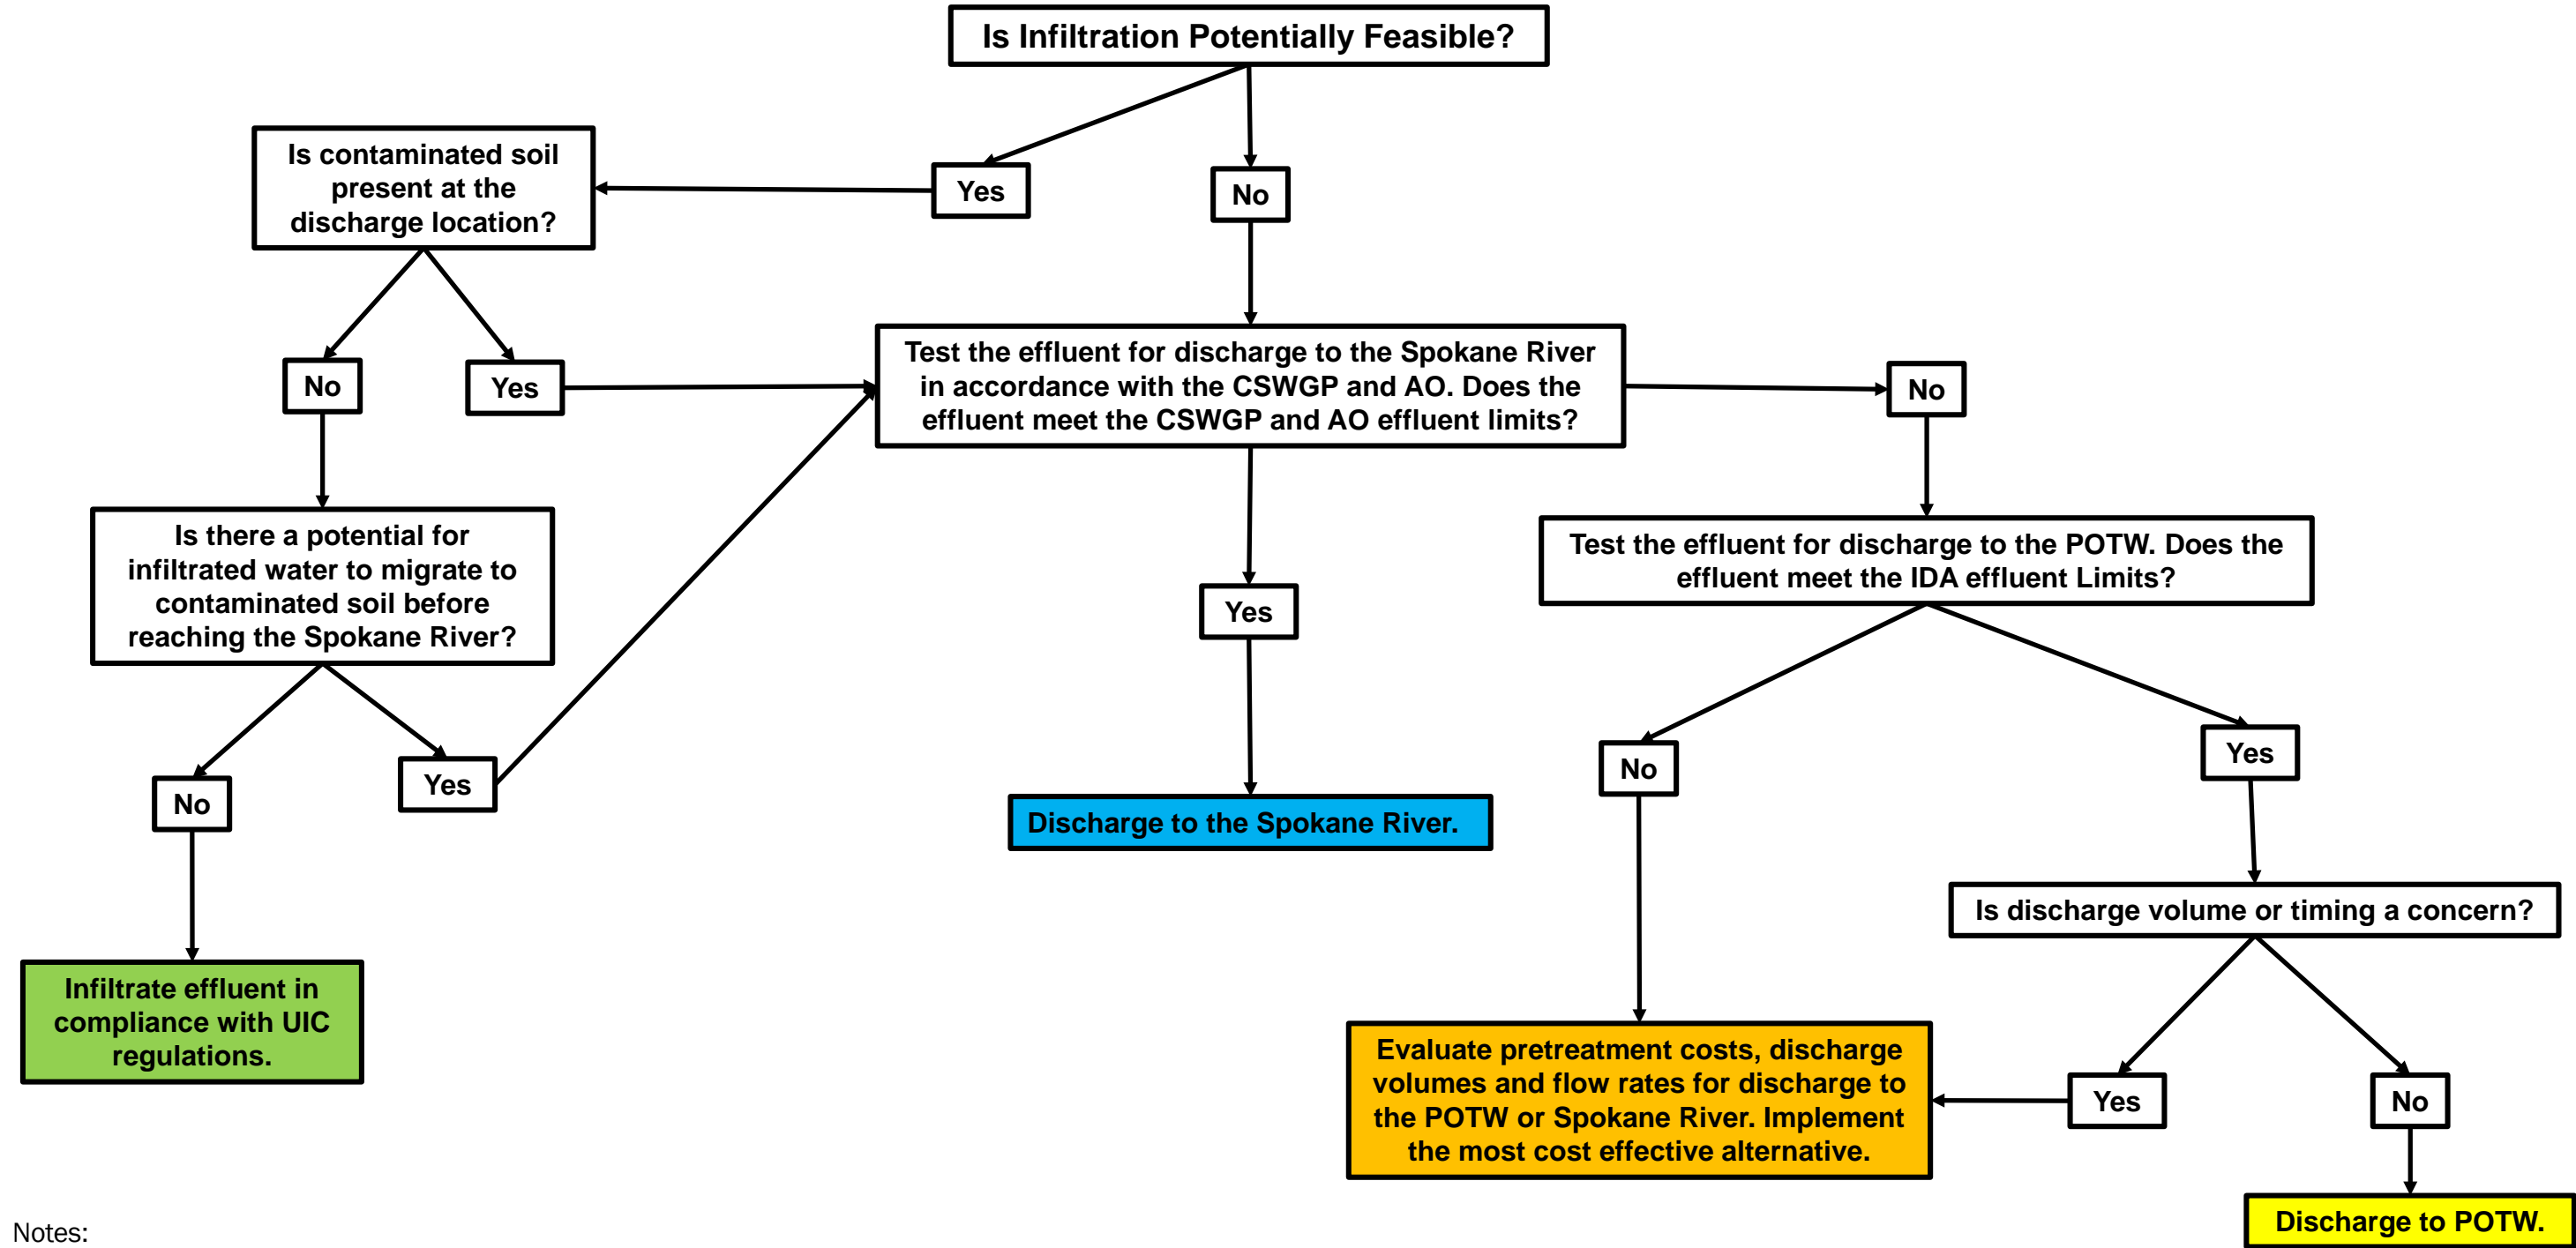 Is Infiltration Potentially Feasible?
Is contaminated soil
present at the
discharge location?
Yes
No
No
Yes
Test the effluent for discharge to the Spokane River
in accordance with the CSWGP and AO. Does the
effluent meet the CSWGP and AO effluent limits?
No
Is there a potential for
infiltrated water to migrate to
contaminated soil before
reaching the Spokane River?
Yes
Test the effluent for discharge to the POTW. Does the
effluent meet the IDA effluent Limits?
No
Yes
Discharge to the Spokane River.
No
Yes
Is discharge volume or timing a concern?
Infiltrate effluent in
compliance with UIC
regulations.
Evaluate pretreatment costs, discharge
volumes and flow rates for discharge to
the POTW or Spokane River. Implement
the most cost effective alternative.
Yes
No
Discharge to POTW.
Notes: